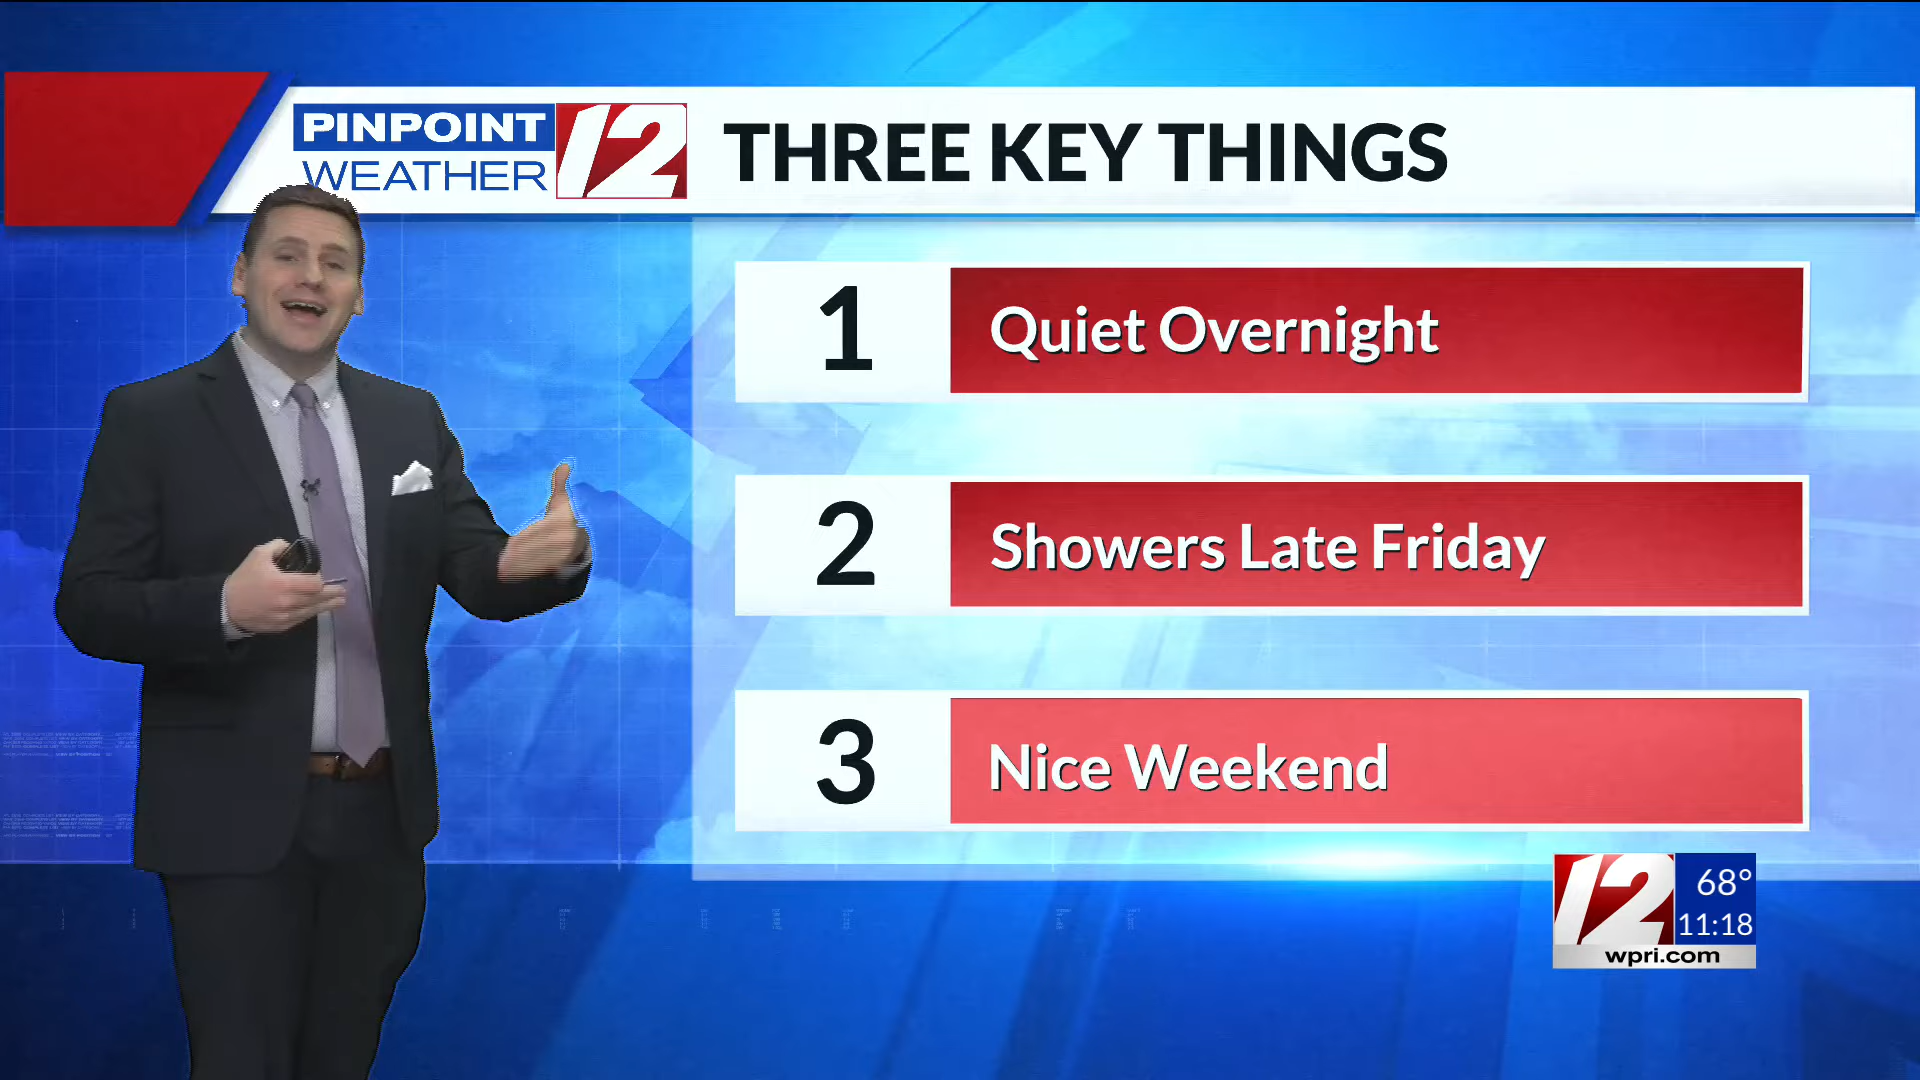 PINPOINT
WEATHER 12
THREE KEY THINGS
1 Quiet Overnight
2 Showers Late Friday
3 Nice Weekend
12
68°
11:18
wpri.com